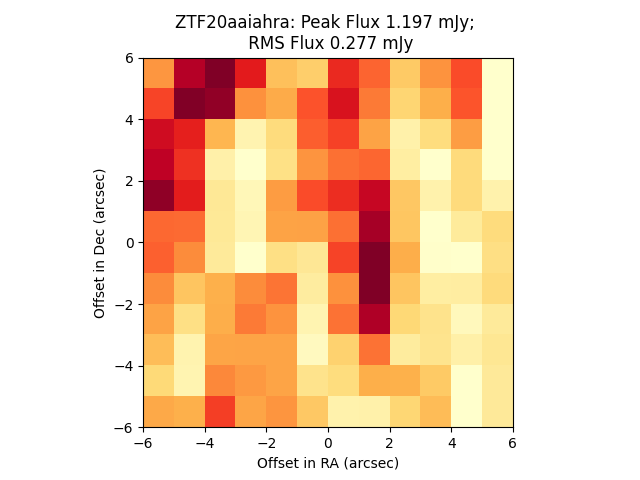 ZTF20aaiahra: Peak Flux 1.197 mJy;
RMS Flux 0.277 mJy
6
4
2
0
−2
−4
−6
Offset in Dec (arcsec)
−6 −4 −2 0 2 4 6
Offset in RA (arcsec)